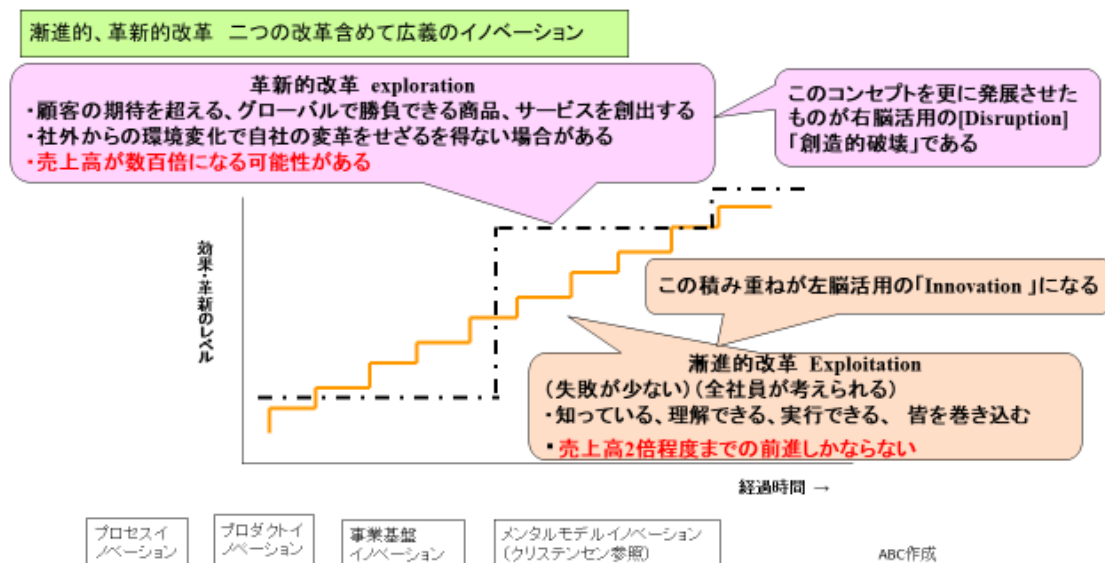 漸進的、革新的改革 二つの改革含めて広義のイノベーション
革新的改革 exploration
・顧客の期待を超える、グローバルで勝負できる商品、サービスを創出する
・社外からの環境変化で自社の変革をせざるを得ない場合がある
・売上高が数百倍になる可能性がある
このコンセプトを更に発展させた
ものが右脳活用の[Disruption]
「創造的破壊」である
効果・革新のレベル
この積み重ねが左脳活用の「Innovation 」になる
漸進的改革 Exploitation
(失敗が少ない)(全社員が考えられる)
・知っている、理解できる、実行できる、 皆を巻き込む
・売上高2倍程度までの前進しかならない
経過時間 →
プロセスイ
ノベーション
プロダクトイ
ノベーション
事業基盤
イノベーション
メンタルモデルイノベーション
(クリステンセン参照)
ABC作成